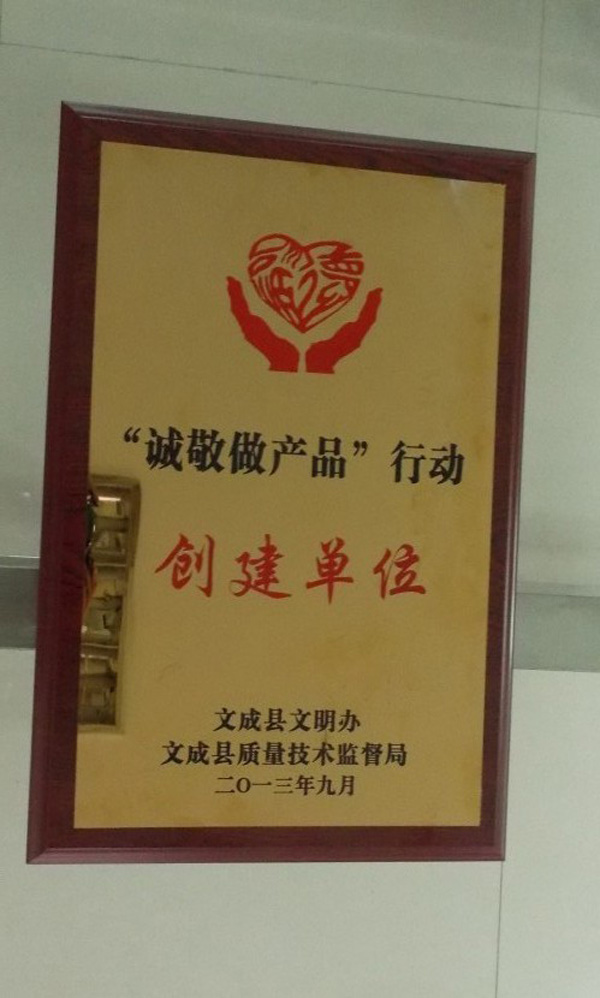 “诚敬做产品”行动
创建单位
文成县文明办
文成县质量技术监督局
二〇一三年九月